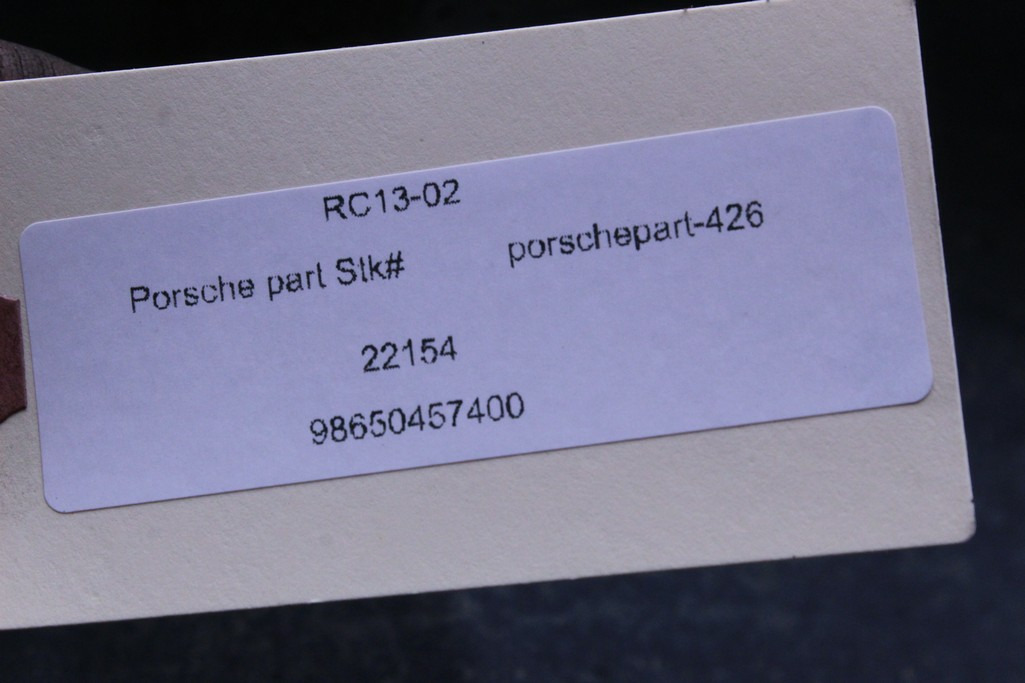 RC13-02
Porsche part Stk# porschepart-426
22154
98650457400